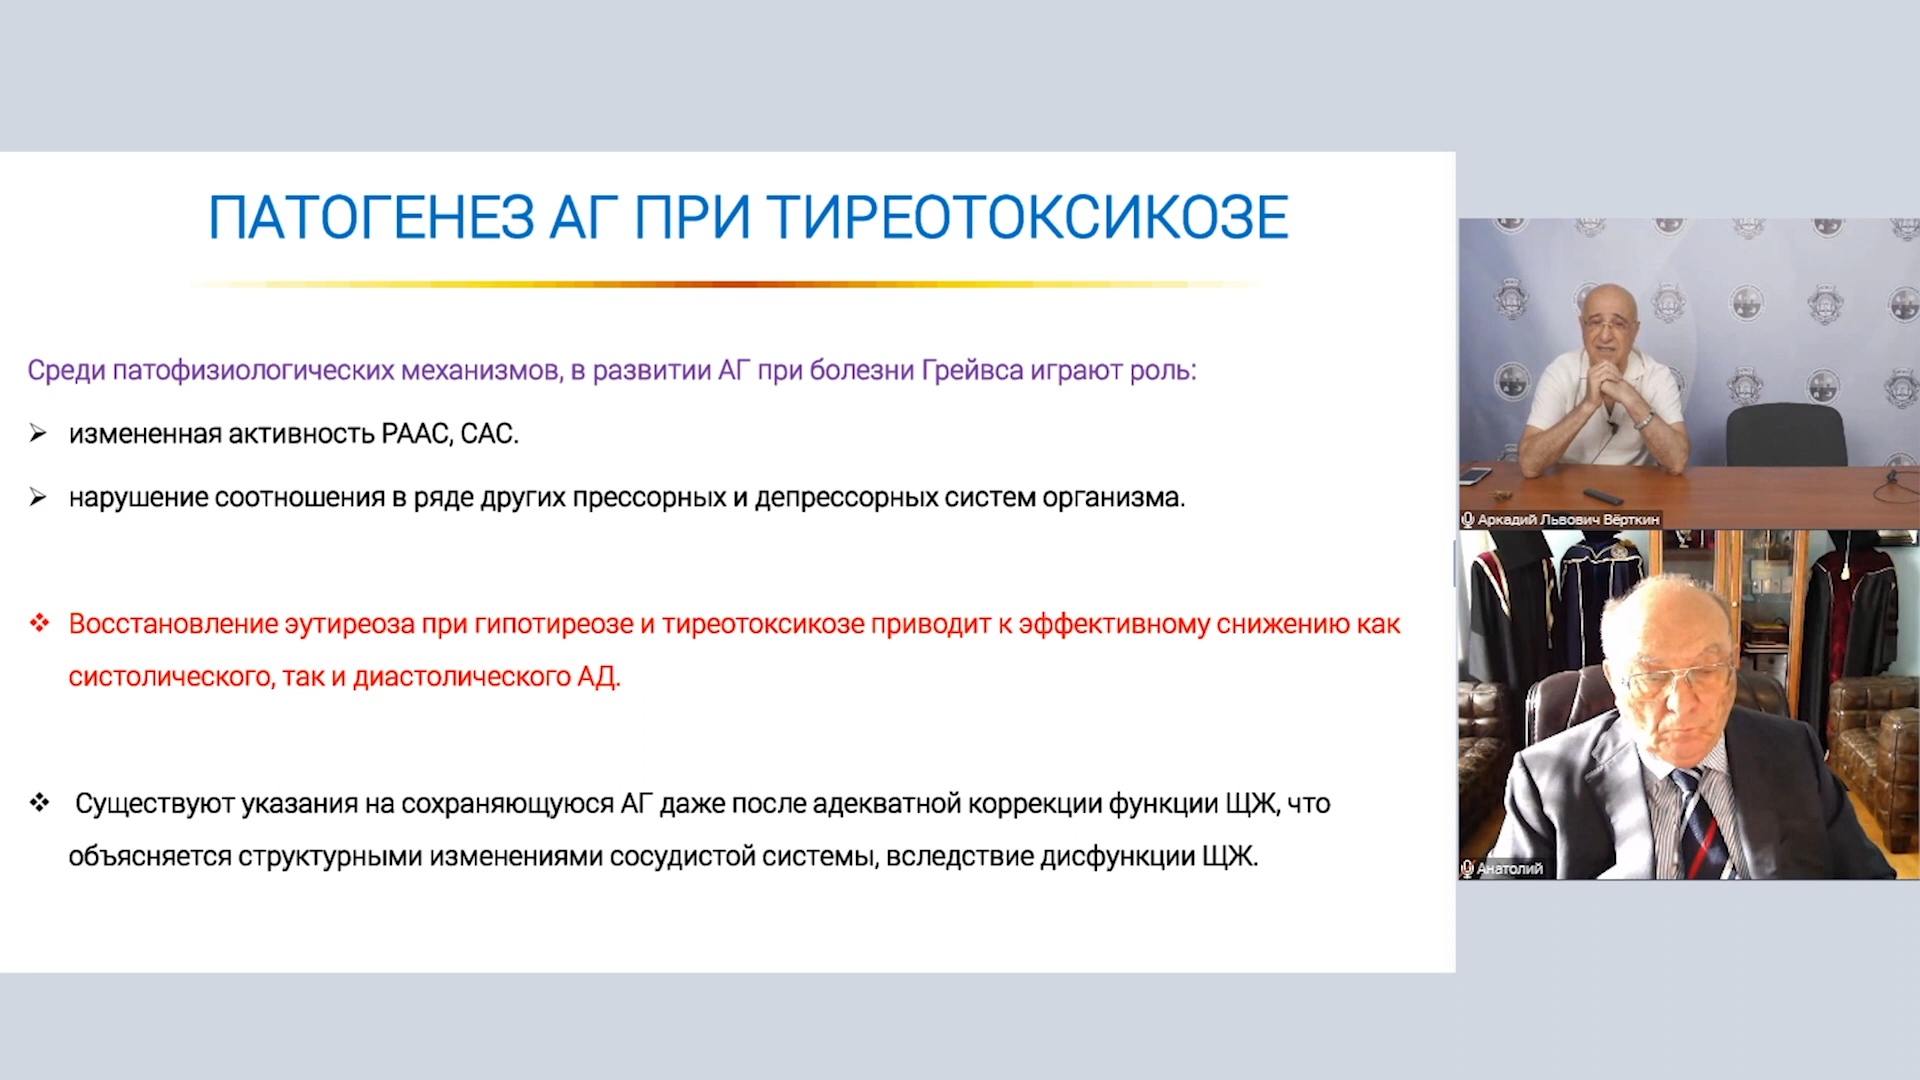 ПАТОГЕНЕЗ АГ ПРИ ТИРЕОТОКСИКОЗЕ
Среди патофизиологических механизмов, в развитии АГ при болезни Грейвса играют роль:
измененная активность РААС, САС.
нарушение соотношения в ряде других прессорных и депрессорных систем организма.
Восстановление эутиреоза при гипотиреозе и тиреотоксикозе приводит к эффективному снижению как
систолического, так и диастолического АД.
Существуют указания на сохраняющуюся АГ даже после адекватной коррекции функции ЩЖ, что
объясняется структурными изменениями сосудистой системы, вследствие дисфункции ЩЖ.
Аркадий Львович Вёрткин
Анатолий